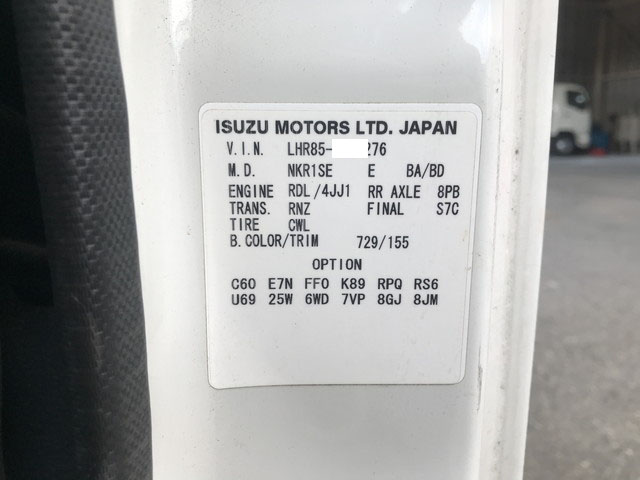 ISUZU MOTORS LTD. JAPAN
V.I.N. LHR85- 276
M.D. NKR1SE E BA/BD
ENGINE RDL/4JJ1 RR AXLE 8PB
TRANS. RNZ FINAL S7C
TIRE CWL
B.COLOR/TRIM 729/155
OPTION
C60 E7N FF0 K89 RPQ RS6
U69 25W 6WD 7VP 8GJ 8JM